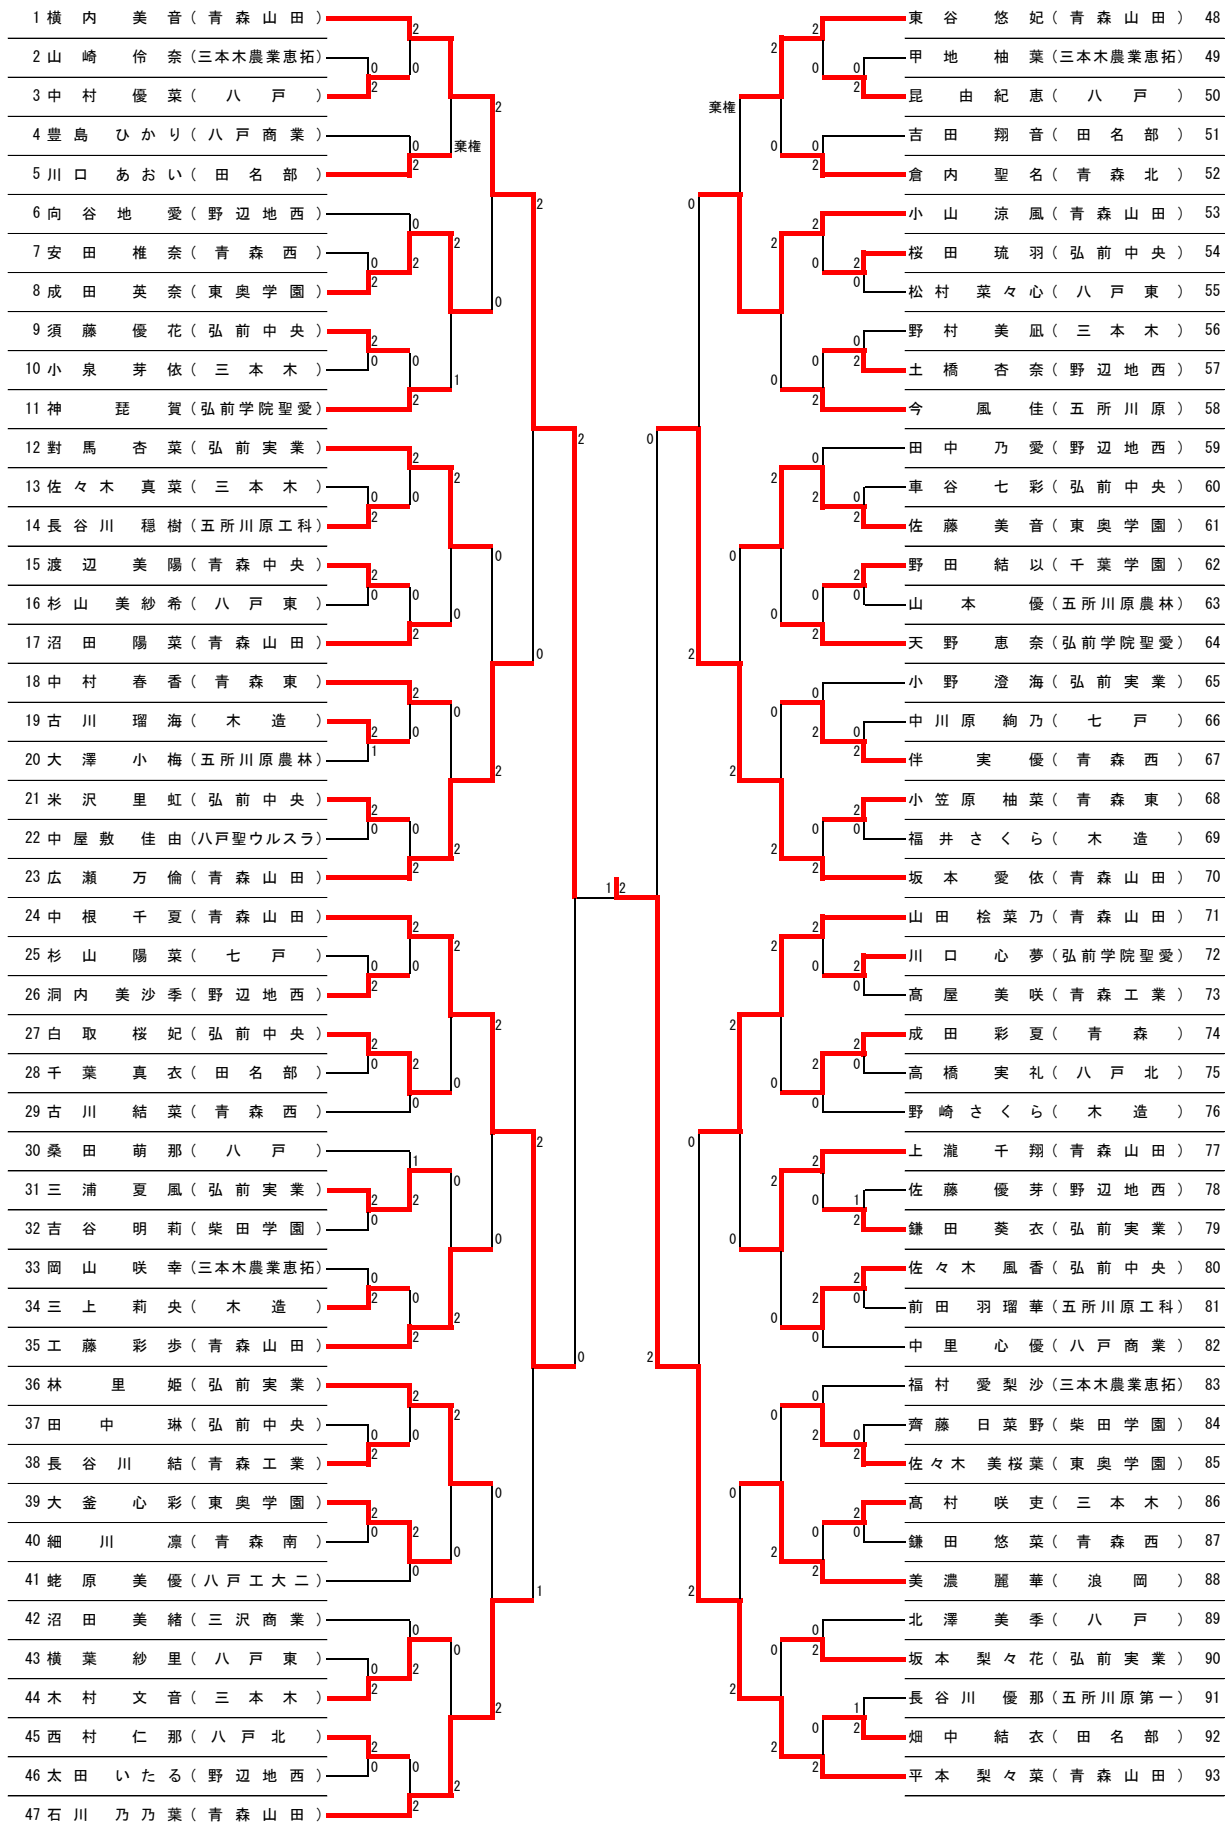 1 横内 美音 (青森山田)
2 山崎 伶奈 (三本木農業恵拓)
3 中村 優菜 (八戸)
4 豊島 ひかり (八戸商業)
5 川口 あおい (田名部)
6 向谷地 愛 (野辺地西)
7 安田 椎奈 (青森西)
8 成田 英奈 (東奥学園)
9 須藤 優花 (弘前中央)
10 小泉 芽依 (三本木)
11 神 琵賀 (弘前学院聖愛)
12 對馬 杏菜 (弘前実業)
13 佐々木 真菜 (三本木)
14 長谷川 穏樹 (五所川原工科)
15 渡辺 美陽 (青森中央)
16 杉山 美紗希 (八戸東)
17 沼田 陽菜 (青森山田)
18 中村 春香 (青森東)
19 古川 瑠海 (木造)
20 大澤 小梅 (五所川原農林)
21 米沢 里虹 (弘前中央)
22 中屋敷 佳由 (八戸聖ウルスラ)
23 広瀬 万倫 (青森山田)
24 中根 千夏 (青森山田)
25 杉山 陽菜 (七戸)
26 洞内 美沙季 (野辺地西)
27 白取 桜妃 (弘前中央)
28 千葉 真衣 (田名部)
29 古川 結菜 (青森西)
30 桑田 萌那 (八戸)
31 三浦 夏風 (弘前実業)
32 吉谷 明莉 (柴田学園)
33 岡山 咲幸 (三本木農業恵拓)
34 三上 莉央 (木造)
35 工藤 彩歩 (青森山田)
36 林 里姫 (弘前実業)
37 田中 琳 (弘前中央)
38 長谷川 結 (青森工業)
39 大釜 心彩 (東奥学園)
40 細川 凛 (青森南)
41 蛯原 美優 (八戸工大二)
42 沼田 美緒 (三沢商業)
43 横葉 紗里 (八戸東)
44 木村 文音 (三本木)
45 西村 仁那 (八戸北)
46 太田 いたる (野辺地西)
47 石川 乃乃葉 (青森山田)
棄権
1 2
棄権
東谷 悠妃 (青森山田) 48
甲地 柚葉 (三本木農業恵拓) 49
昆 由紀恵 (八戸) 50
吉田 翔音 (田名部) 51
倉内 聖名 (青森北) 52
小山 涼風 (青森山田) 53
桜田 琉羽 (弘前中央) 54
松村 菜々心 (八戸東) 55
野村 美凪 (三本木) 56
土橋 杏奈 (野辺地西) 57
今 風佳 (五所川原) 58
田中 乃愛 (野辺地西) 59
車谷 七彩 (弘前中央) 60
佐藤 美音 (東奥学園) 61
野田 結以 (千葉学園) 62
山本 優 (五所川原農林) 63
天野 恵奈 (弘前学院聖愛) 64
小野 澄海 (弘前実業) 65
中川原 絢乃 (七戸) 66
伴 実優 (青森西) 67
小笠原 柚菜 (青森東) 68
福井 さくら (木造) 69
坂本 愛依 (青森山田) 70
山田 桧菜乃 (青森山田) 71
川口 心夢 (弘前学院聖愛) 72
髙屋 美咲 (青森工業) 73
成田 彩夏 (青森) 74
高橋 実礼 (八戸北) 75
野崎 さくら (木造) 76
上瀧 千翔 (青森山田) 77
佐藤 優芽 (野辺地西) 78
鎌田 葵衣 (弘前実業) 79
佐々木 風香 (弘前中央) 80
前田 羽瑠華 (五所川原工科) 81
中里 心優 (八戸商業) 82
福村 愛梨沙 (三本木農業恵拓) 83
齊藤 日菜野 (柴田学園) 84
佐々木 美桜葉 (東奥学園) 85
髙村 咲吏 (三本木) 86
鎌田 悠菜 (青森西) 87
美濃 麗華 (浪岡) 88
北澤 美季 (八戸) 89
坂本 梨々花 (弘前実業) 90
長谷川 優那 (五所川原第一) 91
畑中 結衣 (田名部) 92
平本 梨々菜 (青森山田) 93